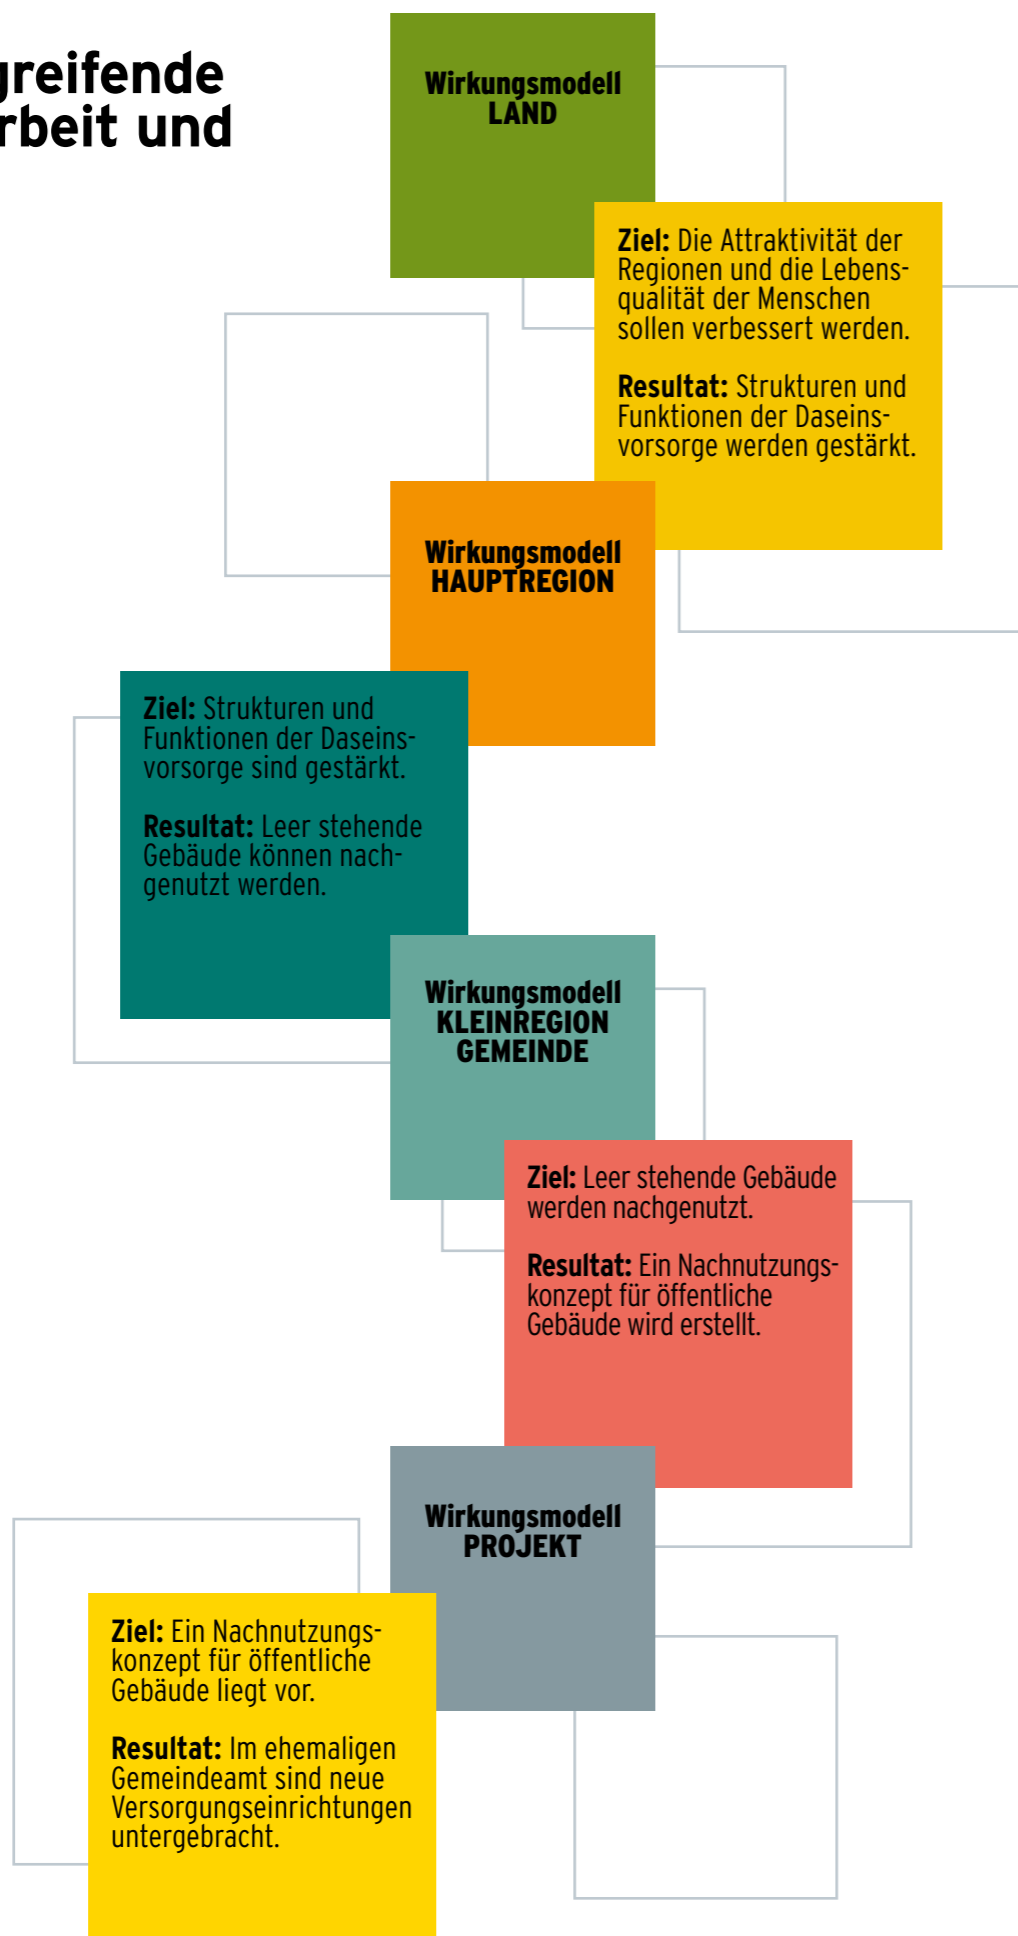 greifende
rbeit und
Wirkungsmodell
LAND
Ziel: Die Attraktivität der
Regionen und die Lebens-
qualität der Menschen
sollen verbessert werden.
Resultat: Strukturen und
Funktionen der Daseins-
vorsorge werden gestärkt.
Wirkungsmodell
HAUPTREGION
Ziel: Strukturen und
Funktionen der Daseins-
vorsorge sind gestärkt.
Resultat: Leer stehende
Gebäude können nach-
genutzt werden.
Wirkungsmodell
KLEINREGION
GEMEINDE
Ziel: Leer stehende Gebäude
werden nachgenutzt.
Resultat: Ein Nachnutzungs-
konzept für öffentliche
Gebäude wird erstellt.
Wirkungsmodell
PROJEKT
Ziel: Ein Nachnutzungs-
konzept für öffentliche
Gebäude liegt vor.
Resultat: Im ehemaligen
Gemeindeamt sind neue
Versorgungseinrichtungen
untergebracht.